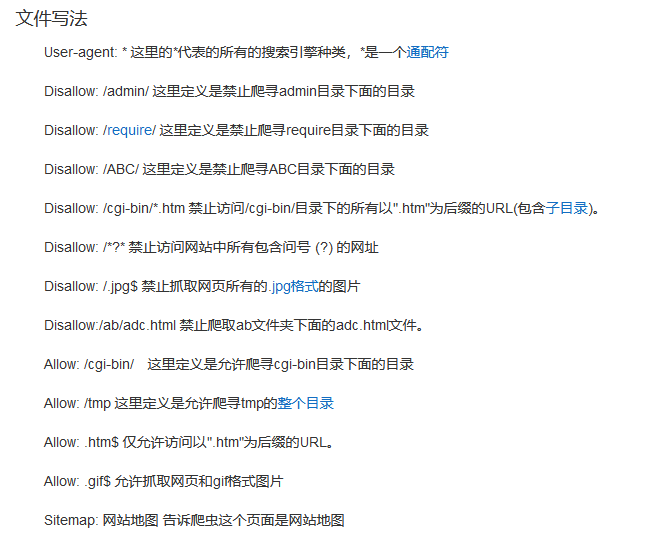 文件写法
User-agent: * 这里的*代表的所有的搜索引擎种类，*是一个通配符
Disallow: /admin/ 这里定义是禁止爬寻admin目录下面的目录
Disallow: /require/ 这里定义是禁止爬寻require目录下面的目录
Disallow: /ABC/ 这里定义是禁止爬寻ABC目录下面的目录
Disallow: /cgi-bin/*.htm 禁止访问/cgi-bin/目录下的所有以".htm"为后缀的URL(包含子目录)。
Disallow: /*?* 禁止访问网站中所有包含问号 (?) 的网址
Disallow: /.jpg$ 禁止抓取网页所有的.jpg格式的图片
Disallow:/ab/adc.html 禁止爬取ab文件夹下面的adc.html文件。
Allow: /cgi-bin/　这里定义是允许爬寻cgi-bin目录下面的目录
Allow: /tmp 这里定义是允许爬寻tmp的整个目录
Allow: .htm$ 仅允许访问以".htm"为后缀的URL。
Allow: .gif$ 允许抓取网页和gif格式图片
Sitemap: 网站地图 告诉爬虫这个页面是网站地图